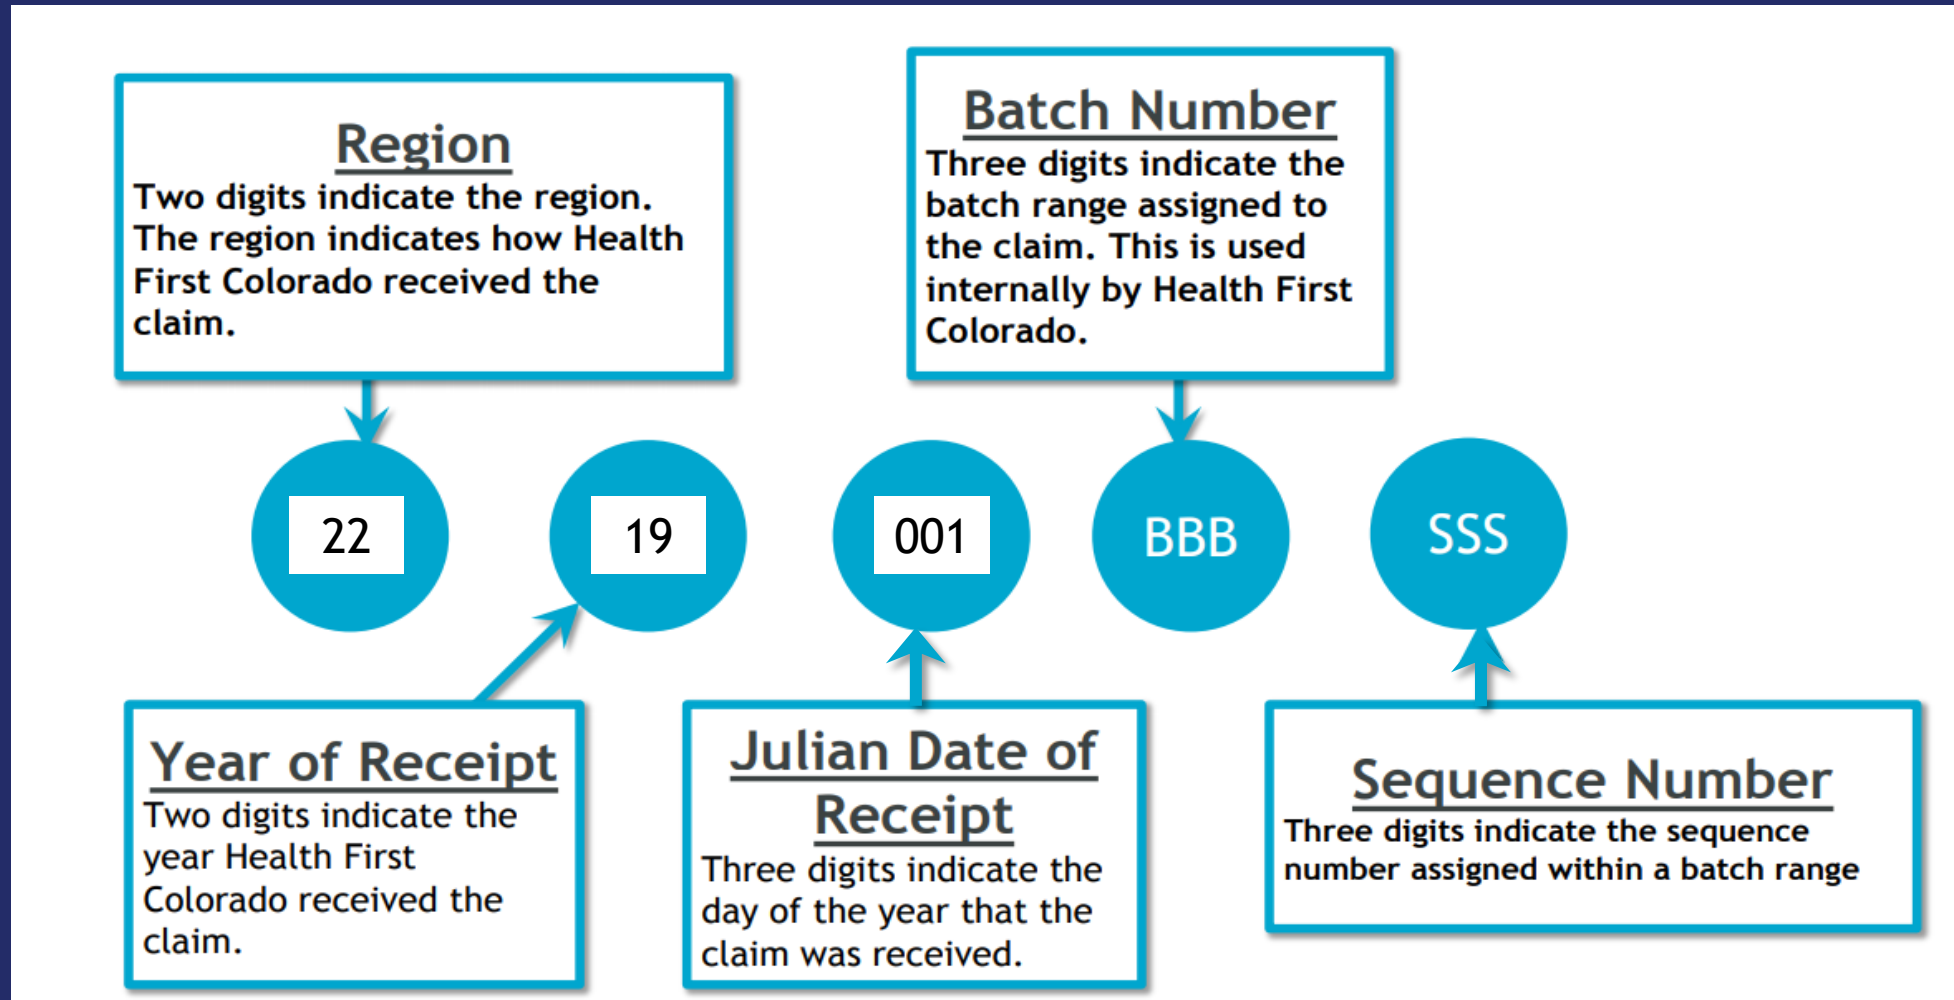 Region
Two digits indicate the region.
The region indicates how Health
First Colorado received the
claim.
Batch Number
Three digits indicate the
batch range assigned to
the claim. This is used
internally by Health First
Colorado.
22
19
001
BBB
SSS
Year of Receipt
Two digits indicate the
year Health First
Colorado received the
claim.
Julian Date of
Receipt
Three digits indicate the
day of the year that the
claim was received.
Sequence Number
Three digits indicate the sequence
number assigned within a batch range